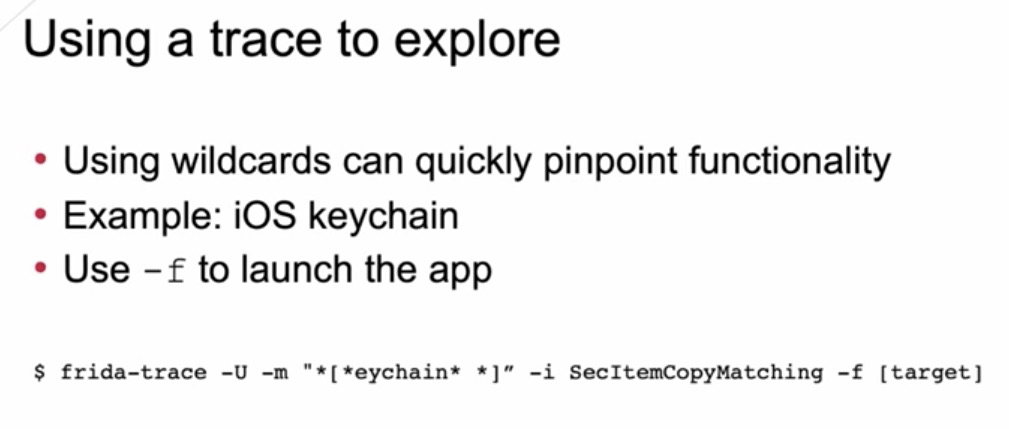 Using a trace to explore
• Using wildcards can quickly pinpoint functionality
• Example: iOS keychain
• Use -f to launch the app
$ frida-trace -U -m "*[*eychain* *]” -i SecItemCopyMatching -f [target]